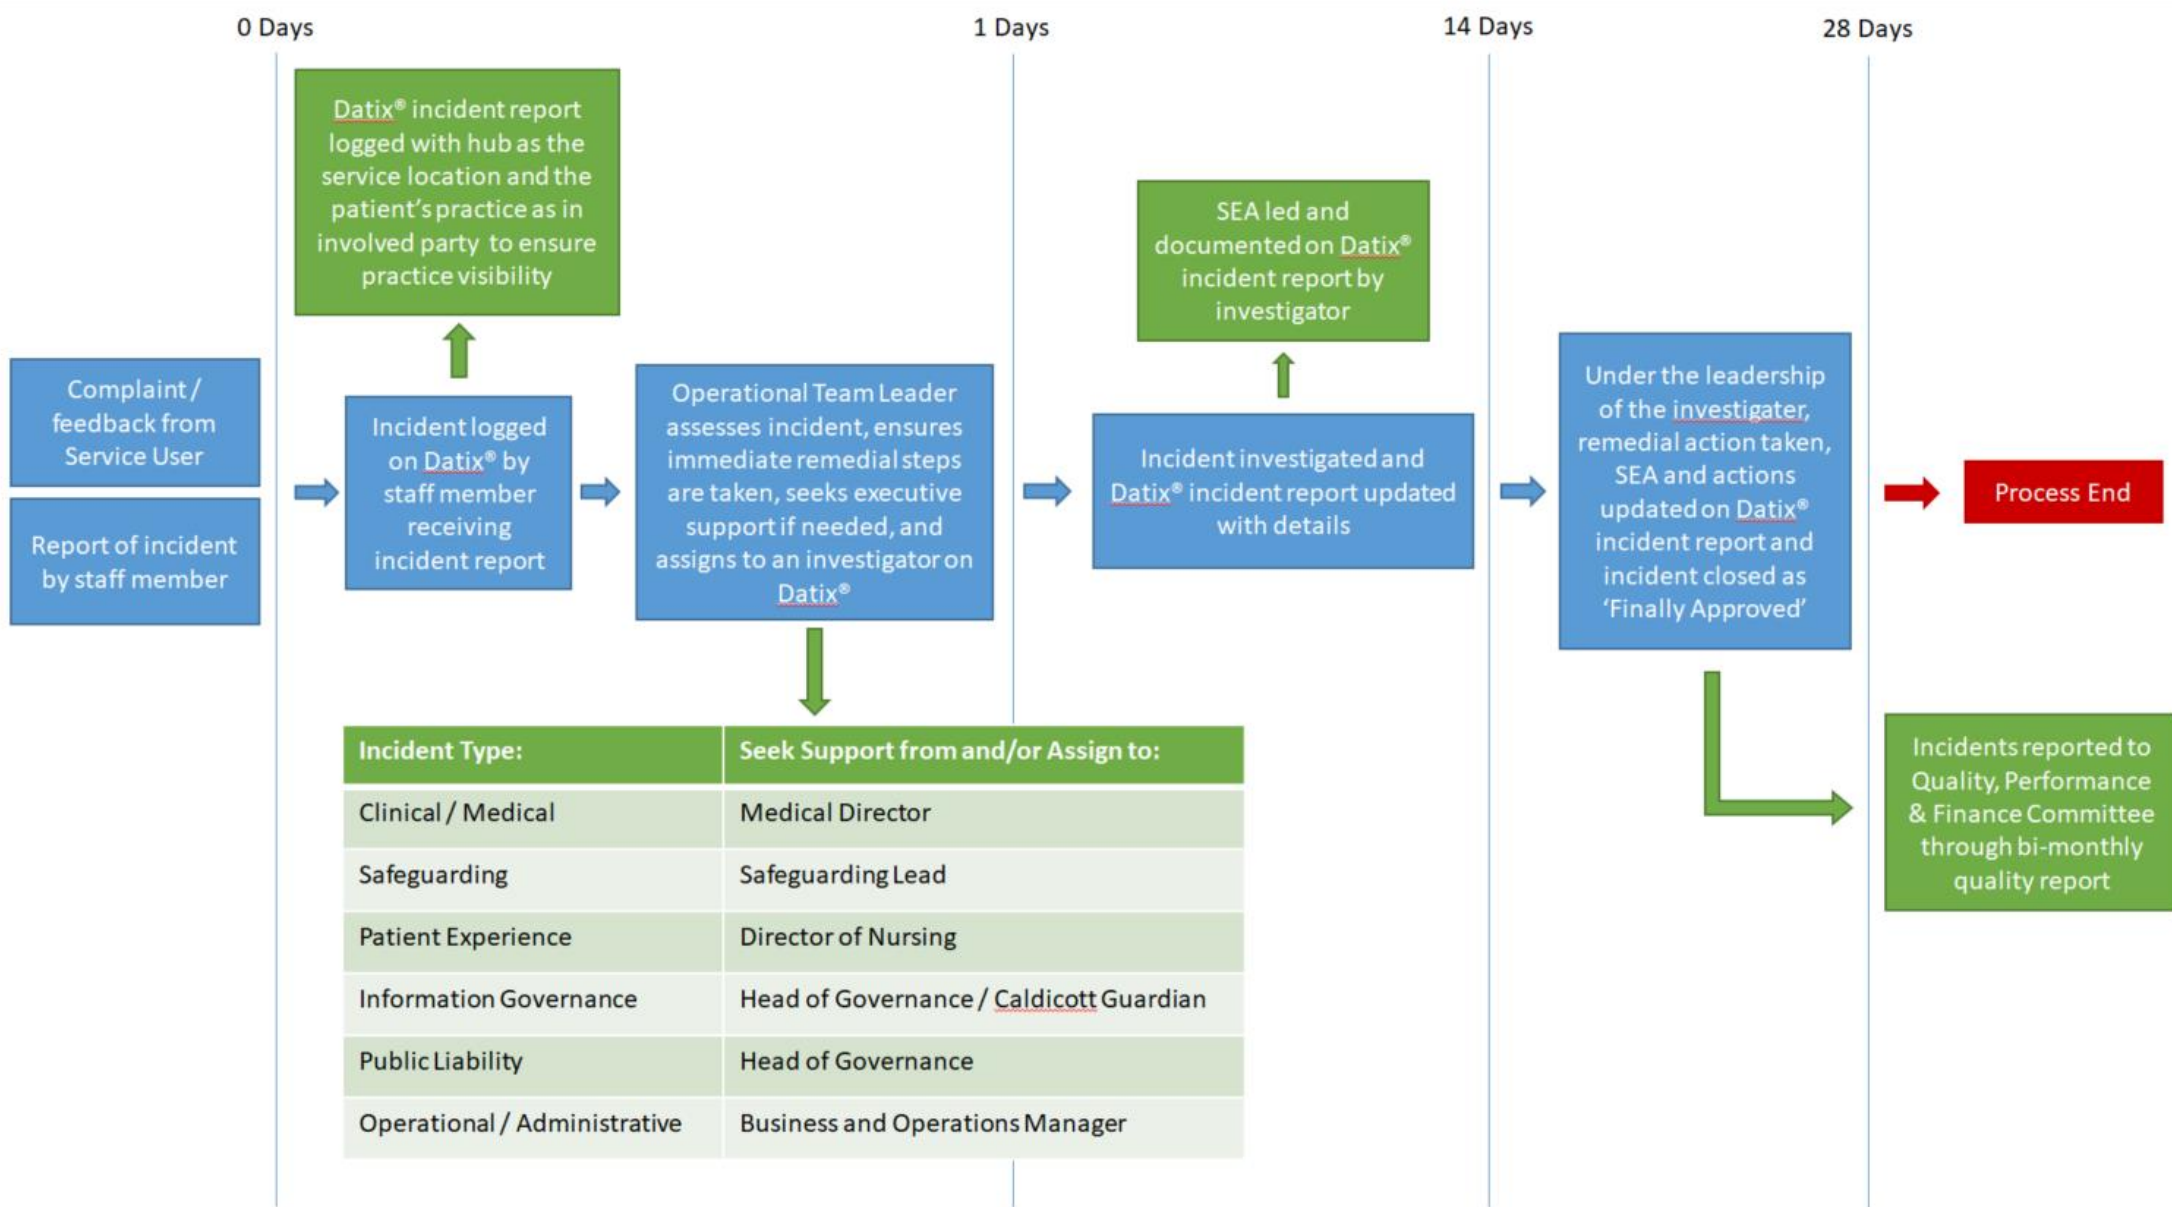 0 Days
1 Days
14 Days
28 Days
Complaint /
feedback from
Service User
Report of incident
by staff member
Datix® incident report
logged with hub as the
service location and the
patient's practice as in
involved party to ensure
practice visibility
Incident logged
on Datix® by
staff member
receiving
incident report
Operational Team Leader
assesses incident, ensures
immediate remedial steps
are taken, seeks executive
support if needed, and
assigns to an investigator on
Datix®
SEA led and
documented on Datix®
incident report by
investigator
Incident investigated and
Datix® incident report updated
with details
Under the leadership
of the investigater,
remedial action taken,
SEA and actions
updated on Datix®
incident report and
incident closed as
‘Finally Approved’
Process End
Incidents reported to
Quality, Performance
& Finance Committee
through bi-monthly
quality report
Incident Type: Seek Support from and/or Assign to:
Clinical / Medical Medical Director
Safeguarding Safeguarding Lead
Patient Experience Director of Nursing
Information Governance Head of Governance / Caldicott Guardian
Public Liability Head of Governance
Operational / Administrative Business and Operations Manager